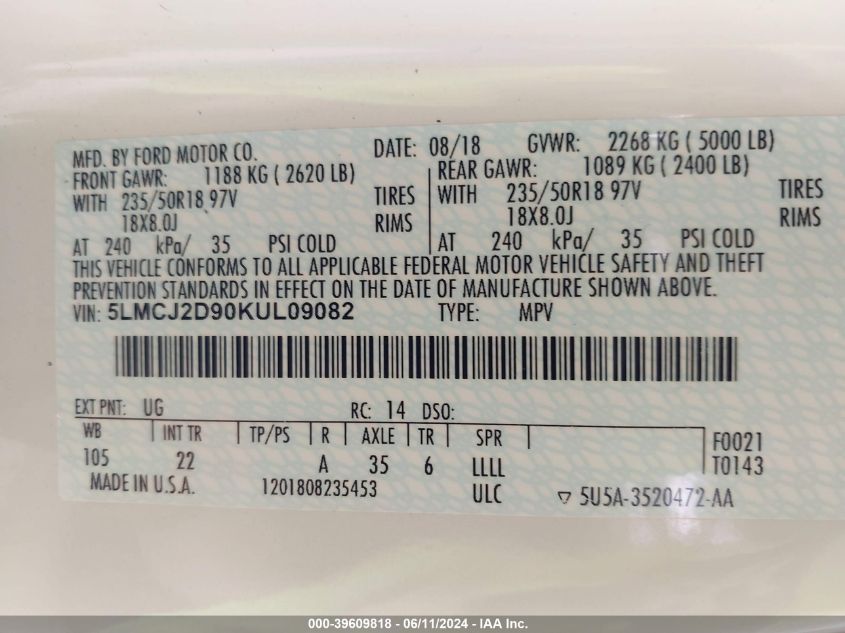 MFD. BY FORD MOTOR CO. DATE: 08/18 GVWR: 2268 KG ( 5000 LB)
FRONT GAWR: 1188 KG ( 2620 LB) REAR GAWR: 1089 KG ( 2400 LB)
WITH 235/50R18 97V TIRES WITH 235/50R18 97V TIRES
18X8.0J RIMS 18X8.0J RIMS
AT 240 kPa/ 35 PSI COLD AT 240 kPa/ 35 PSI COLD
THIS VEHICLE CONFORMS TO ALL APPLICABLE FEDERAL MOTOR VEHICLE SAFETY AND THEFT
PREVENTION STANDARDS IN EFFECT ON THE DATE OF MANUFACTURE SHOWN ABOVE.
VIN: 5LMCJ2D90KUL09082 TYPE: MPV
EXT PNT: UG RC: 14 DSO:
WB INT TR TP/PS R AXLE TR SPR F0021
105 22 A 35 6 LLLL T0143
MADE IN U.S.A. 1201808235453 ULC ▽ 5U5A-3520472-AA
000-39609818 - 06/11/2024 - IAA Inc.